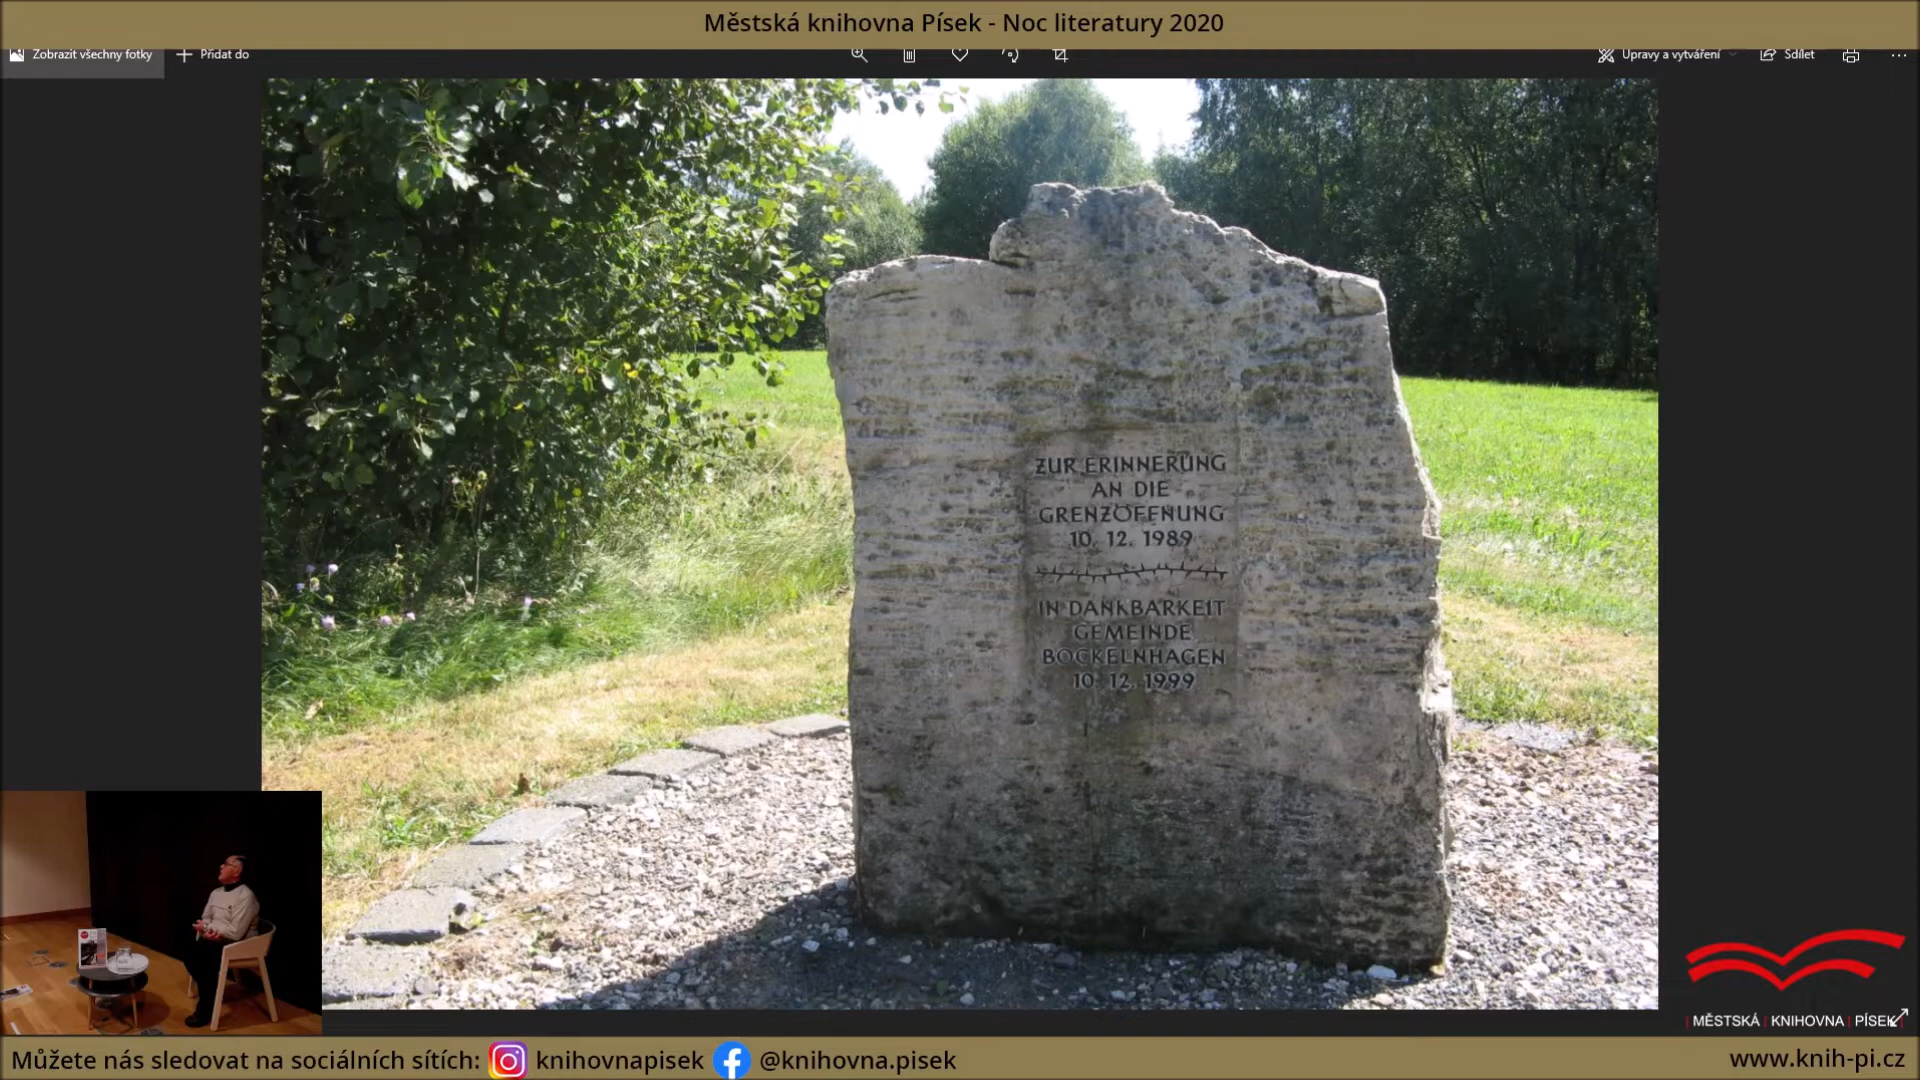 Městská knihovna Písek - Noc literatury 2020
Zobrazit všechny fotky
Přidat do
Úpravy a vytváření
Sdílet
ZUR ERINNERUNG
AN DIE
GRENZÖFFNUNG
10. 12. 1989
IN DANKBARKEIT
GEMEINDE
BOCKELNHAGEN
10. 12. 1999
MĚSTSKÁ | KNIHOVNA | PÍSEK
Můžete nás sledovat na sociálních sítích: knihovnapisek @knihovna.pisek
www.knih-pi.cz